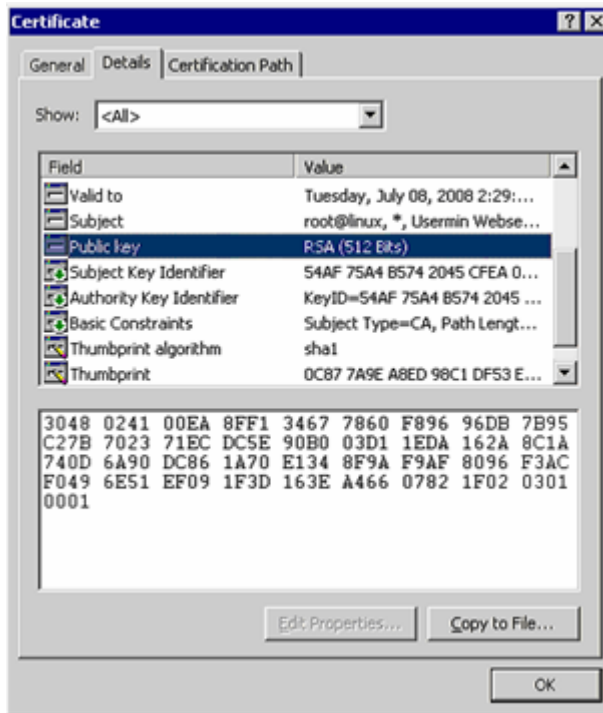 Certificate
General Details Certification Path
Show: <All>
Field Value
Valid to Tuesday, July 08, 2008 2:29:...
Subject root@linux, *, Usermin Webse...
Public key RSA (512 Bits)
Subject Key Identifier 54AF 75A4 B574 2045 CFEA 0...
Authority Key Identifier KeyID=54AF 75A4 B574 2045 ...
Basic Constraints Subject Type=CA, Path Lengt...
Thumbprint algorithm sha1
Thumbprint 0C87 7A9E A8ED 98C1 DF53 E...
3048 0241 00EA 8FF1 3467 7860 F896 96DB 7B95
C27B 7023 71EC DC5E 90B0 03D1 1EDA 162A 8C1A
740D 6A90 DC86 1A70 E134 8F9A F9AF 8096 F3AC
F049 6E51 EF09 1F3D 163E A466 0782 1F02 0301
0001
Edit Properties... Copy to File...
OK